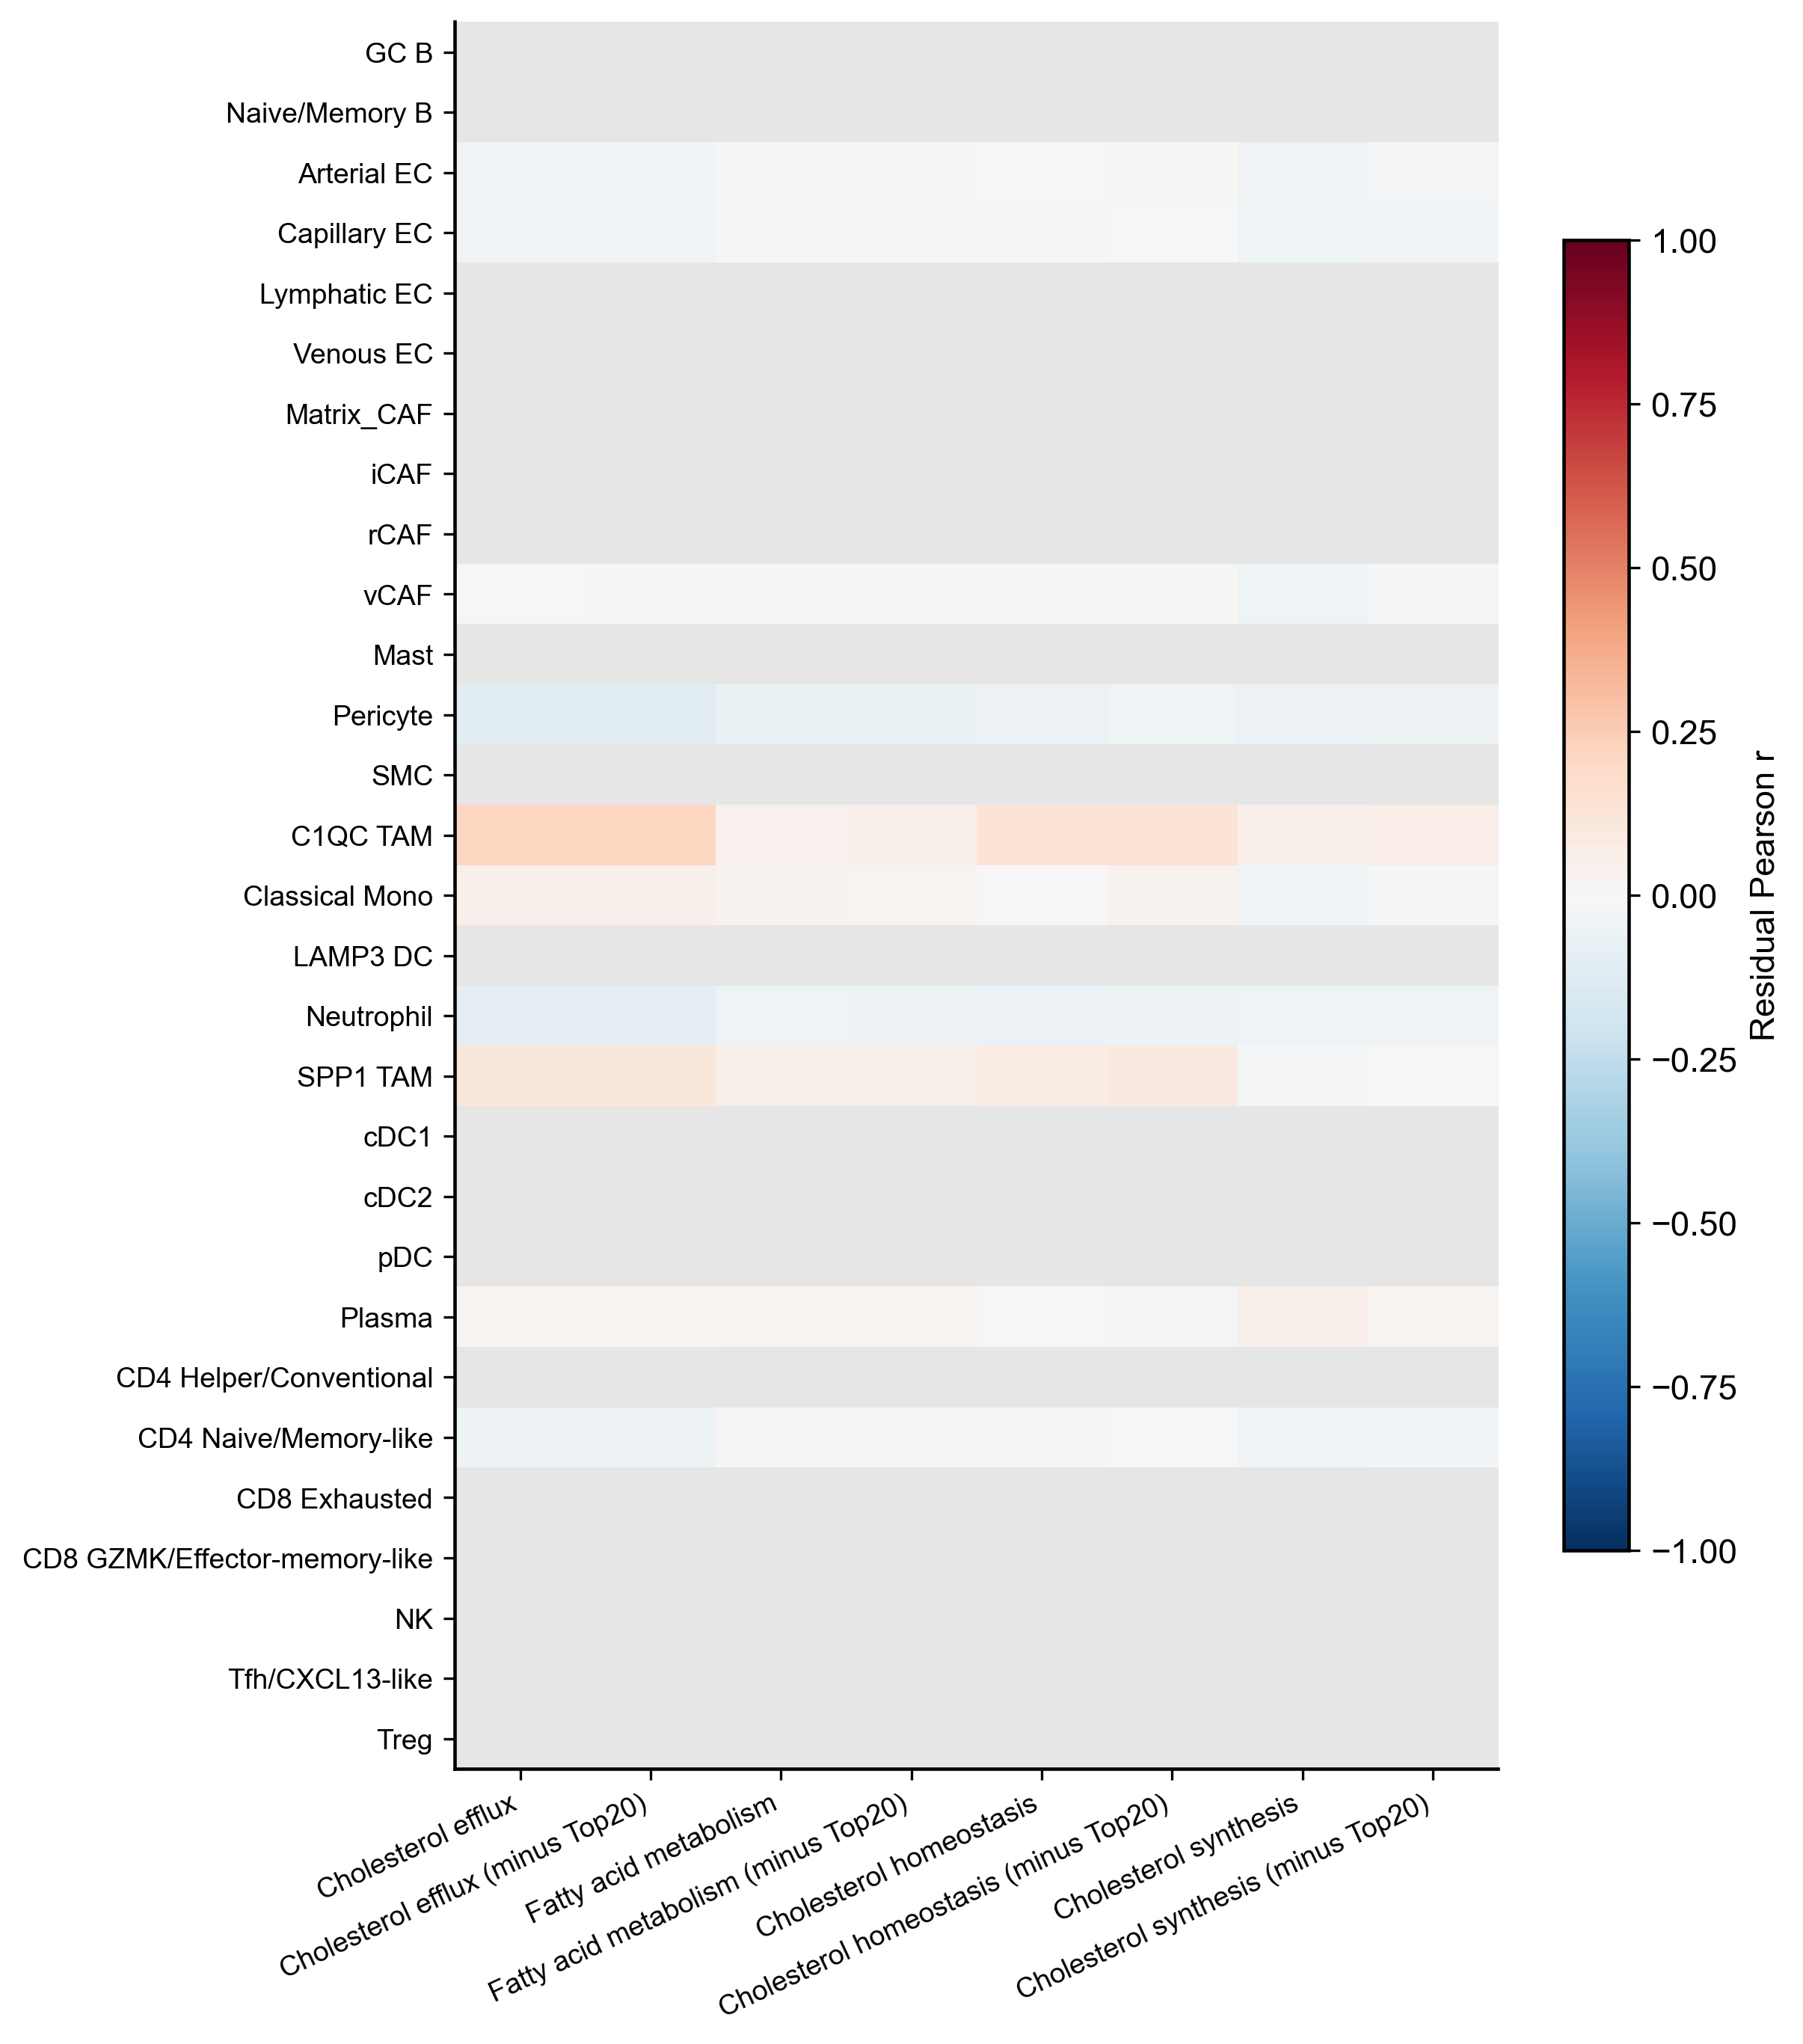 GC B
Naive/Memory B
Arterial EC
Capillary EC
Lymphatic EC
Venous EC
Matrix_CAF
iCAF
rCAF
vCAF
Mast
Pericyte
SMC
C1QC TAM
Classical Mono
LAMP3 DC
Neutrophil
SPP1 TAM
cDC1
cDC2
pDC
Plasma
CD4 Helper/Conventional
CD4 Naive/Memory-like
CD8 Exhausted
CD8 GZMK/Effector-memory-like
NK
Tfh/CXCL13-like
Treg
Cholesterol efflux
Cholesterol efflux (minus Top20)
Fatty acid metabolism
Fatty acid metabolism (minus Top20)
Cholesterol homeostasis
Cholesterol homeostasis (minus Top20)
Cholesterol synthesis
Cholesterol synthesis (minus Top20)
1.00
0.75
0.50
0.25
0.00
−0.25
−0.50
−0.75
−1.00
Residual Pearson r